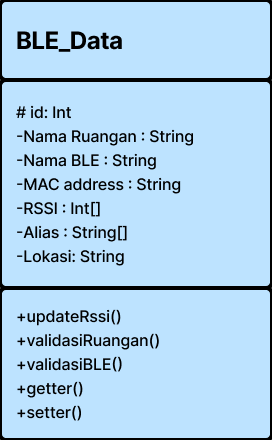 BLE_Data
# id: Int
-Nama Ruangan : String
-Nama BLE : String
-MAC address : String
-RSSI : Int[]
-Alias : String[]
-Lokasi: String
+updateRssi()
+validasiRuangan()
+validasiBLE()
+getter()
+setter()